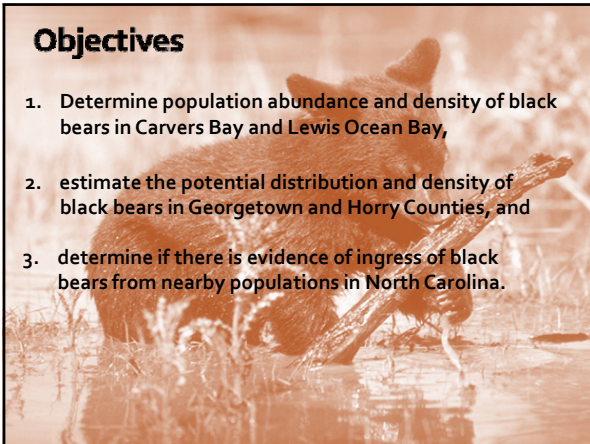 Objectives
1. Determine population abundance and density of black
bears in Carvers Bay and Lewis Ocean Bay,
2. estimate the potential distribution and density of
black bears in Georgetown and Horry Counties, and
3. determine if there is evidence of ingress of black
bears from nearby populations in North Carolina.